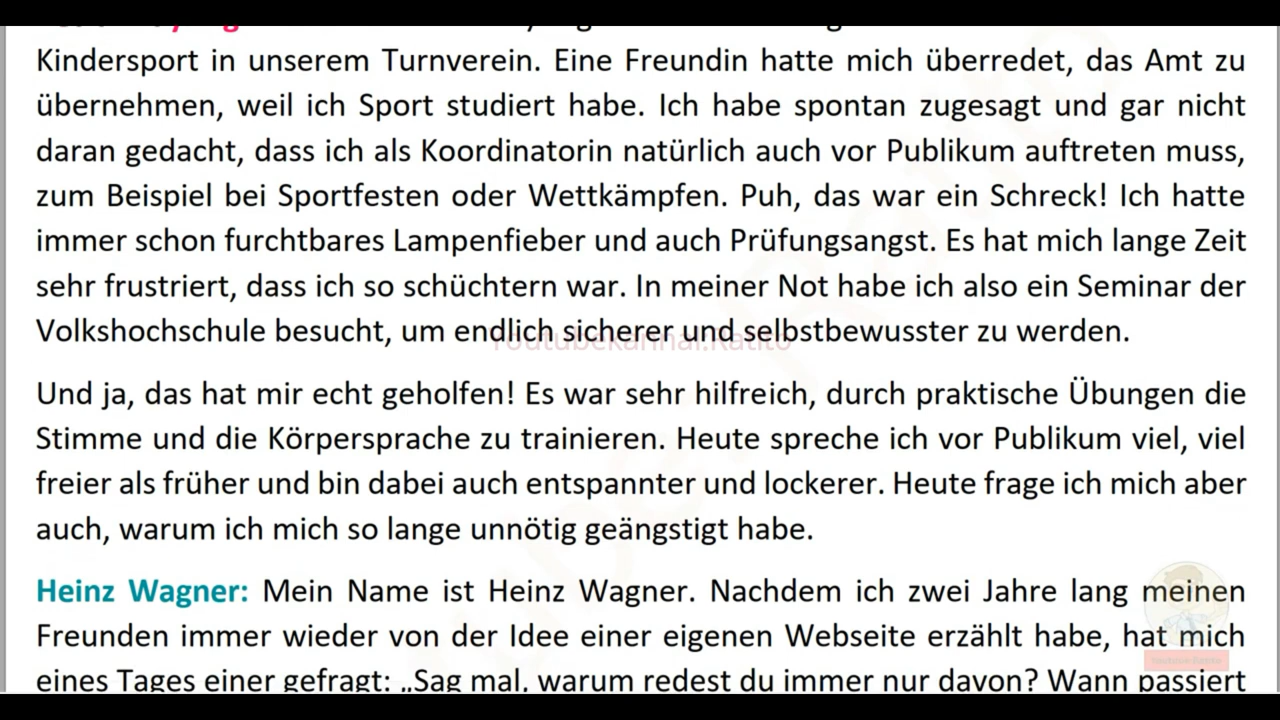 Kindersport in unserem Turnverein. Eine Freundin hatte mich überredet, das Amt zu
übernehmen, weil ich Sport studiert habe. Ich habe spontan zugesagt und gar nicht
daran gedacht, dass ich als Koordinatorin natürlich auch vor Publikum auftreten muss,
zum Beispiel bei Sportfesten oder Wettkämpfen. Puh, das war ein Schreck! Ich hatte
immer schon furchtbares Lampenfieber und auch Prüfungsangst. Es hat mich lange Zeit
sehr frustriert, dass ich so schüchtern war. In meiner Not habe ich also ein Seminar der
Volkshochschule besucht, um endlich sicherer und selbstbewusster zu werden.
Youtubekannal:Ratito
Und ja, das hat mir echt geholfen! Es war sehr hilfreich, durch praktische Übungen die
Stimme und die Körpersprache zu trainieren. Heute spreche ich vor Publikum viel, viel
freier als früher und bin dabei auch entspannter und lockerer. Heute frage ich mich aber
auch, warum ich mich so lange unnötig geängstigt habe.
Heinz Wagner: Mein Name ist Heinz Wagner. Nachdem ich zwei Jahre lang meinen
Freunden immer wieder von der Idee einer eigenen Webseite erzählt habe, hat mich
eines Tages einer gefragt: „Sag mal, warum redest du immer nur davon? Wann passiert